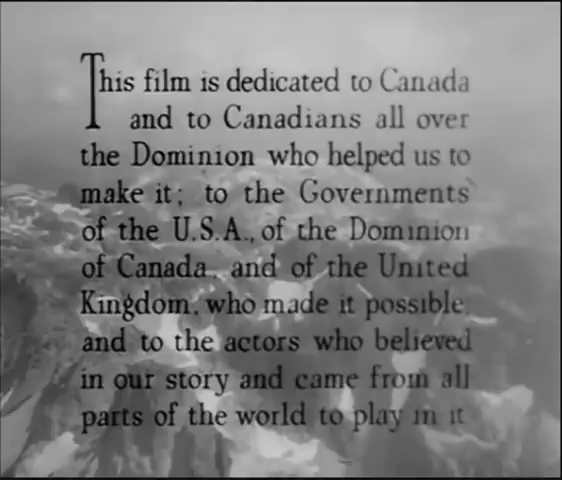 This film is dedicated to Canada
and to Canadians all over
the Dominion who helped us to
make it; to the Governments
of the U.S.A., of the Dominion
of Canada, and of the United
Kingdom, who made it possible,
and to the actors who believed
in our story and came from all
parts of the world to play in it